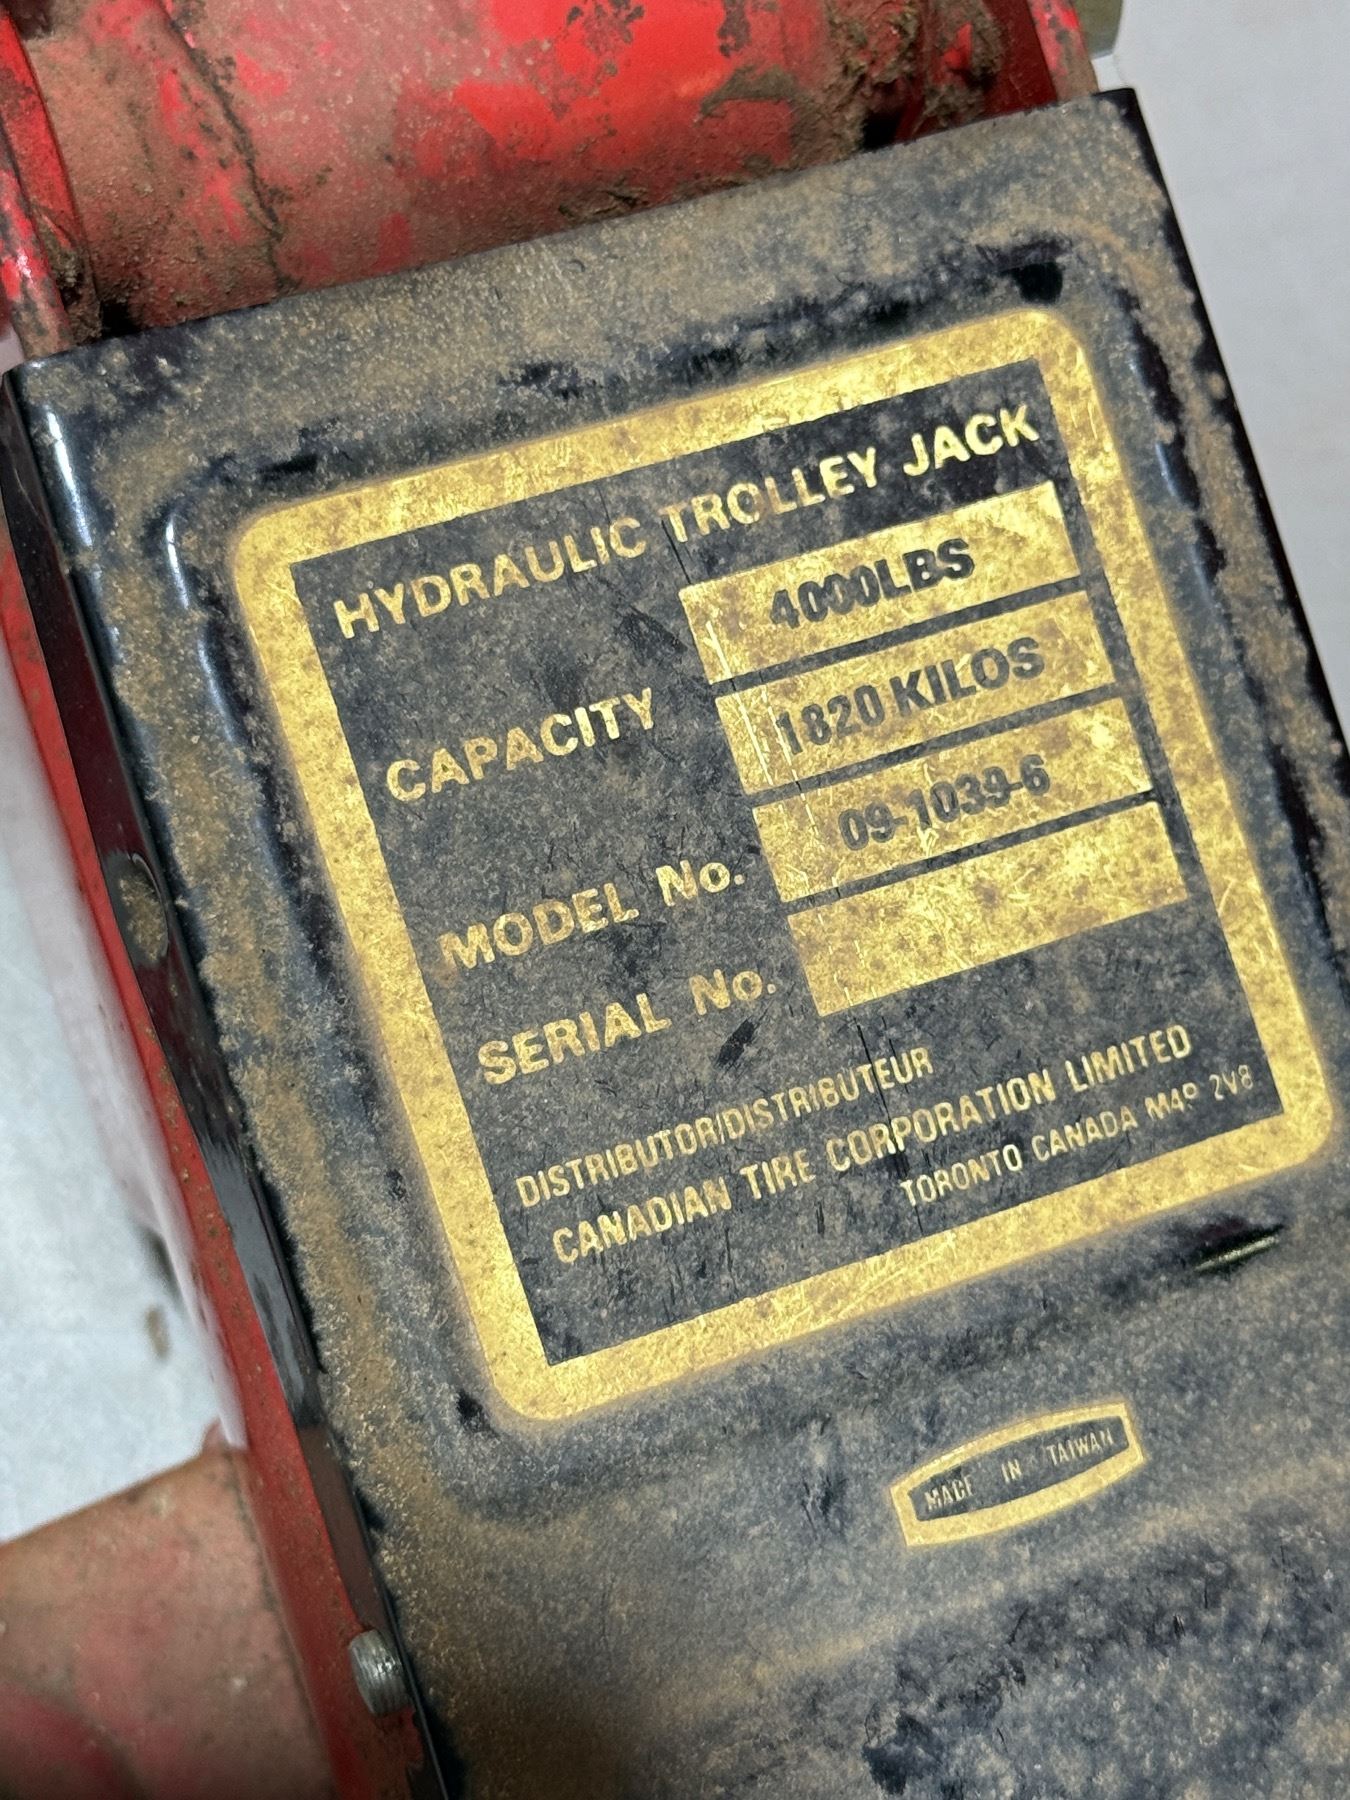 HYDRAULIC TROLLEY JACK
CAPACITY 4000LBS
1820 KILOS
MODEL No. 09-1039-6
SERIAL No.
DISTRIBUTOR/DISTRIBUTEUR
CANADIAN TIRE CORPORATION LIMITED
TORONTO CANADA M4P 2V8
MADE IN TAIWAN